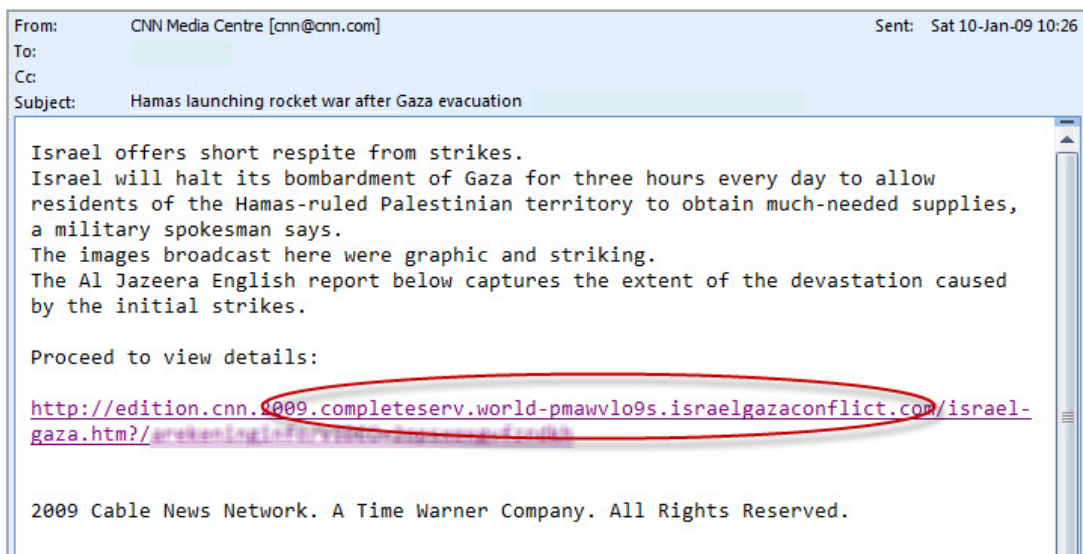 From: CNN Media Centre [cnn@cnn.com] Sent: Sat 10-Jan-09 10:26
To:
Cc:
Subject: Hamas launching rocket war after Gaza evacuation
Israel offers short respite from strikes.
Israel will halt its bombardment of Gaza for three hours every day to allow
residents of the Hamas-ruled Palestinian territory to obtain much-needed supplies,
a military spokesman says.
The images broadcast here were graphic and striking.
The Al Jazeera English report below captures the extent of the devastation caused
by the initial strikes.
Proceed to view details:
http://edition.cnn.2009.completeserv.world-pmawvlo9s.israelgazaconflict.com/israel-
gaza.htm?/
2009 Cable News Network. A Time Warner Company. All Rights Reserved.